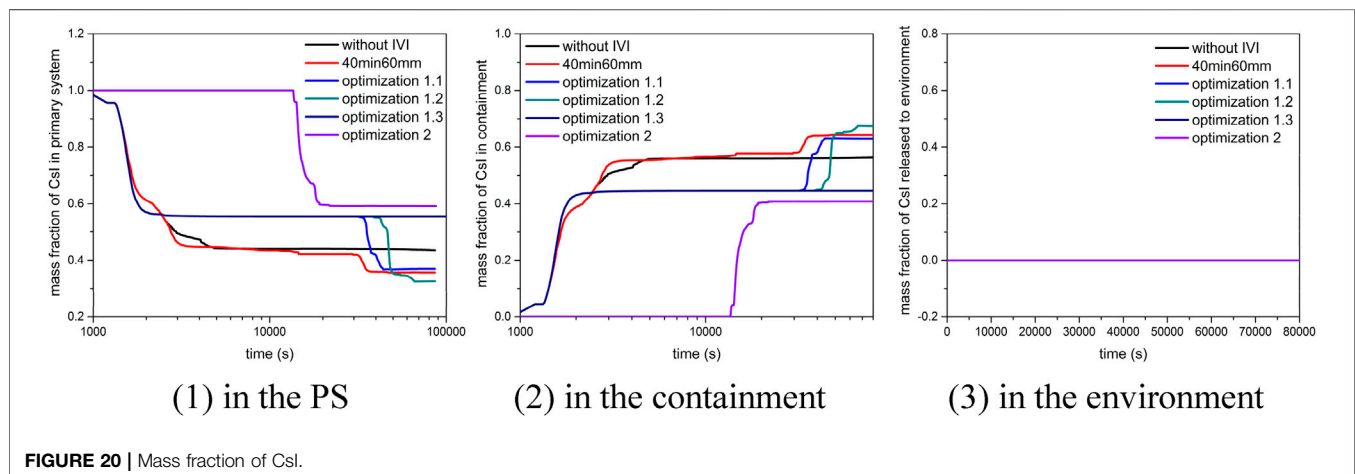 mass fraction of CsI in primary system
1.2
1.0
0.8
0.6
0.4
0.2
1000
10000
100000
time (s)
without IVI
40min60mm
optimization 1.1
optimization 1.2
optimization 1.3
optimization 2
(1) in the PS
mass fraction of CsI in containment
1.0
0.8
0.6
0.4
0.2
0.0
1000
10000
time (s)
without IVI
40min60mm
optimization 1.1
optimization 1.2
optimization 1.3
optimization 2
(2) in the containment
mass fraction of CsI released to environment
0.8
0.6
0.4
0.2
0.0
-0.2
0
10000
20000
30000
40000
50000
60000
70000
80000
time (s)
without IVI
40min60mm
optimization 1.1
optimization 1.2
optimization 1.3
optimization 2
(3) in the environment
FIGURE 20 | Mass fraction of CsI.